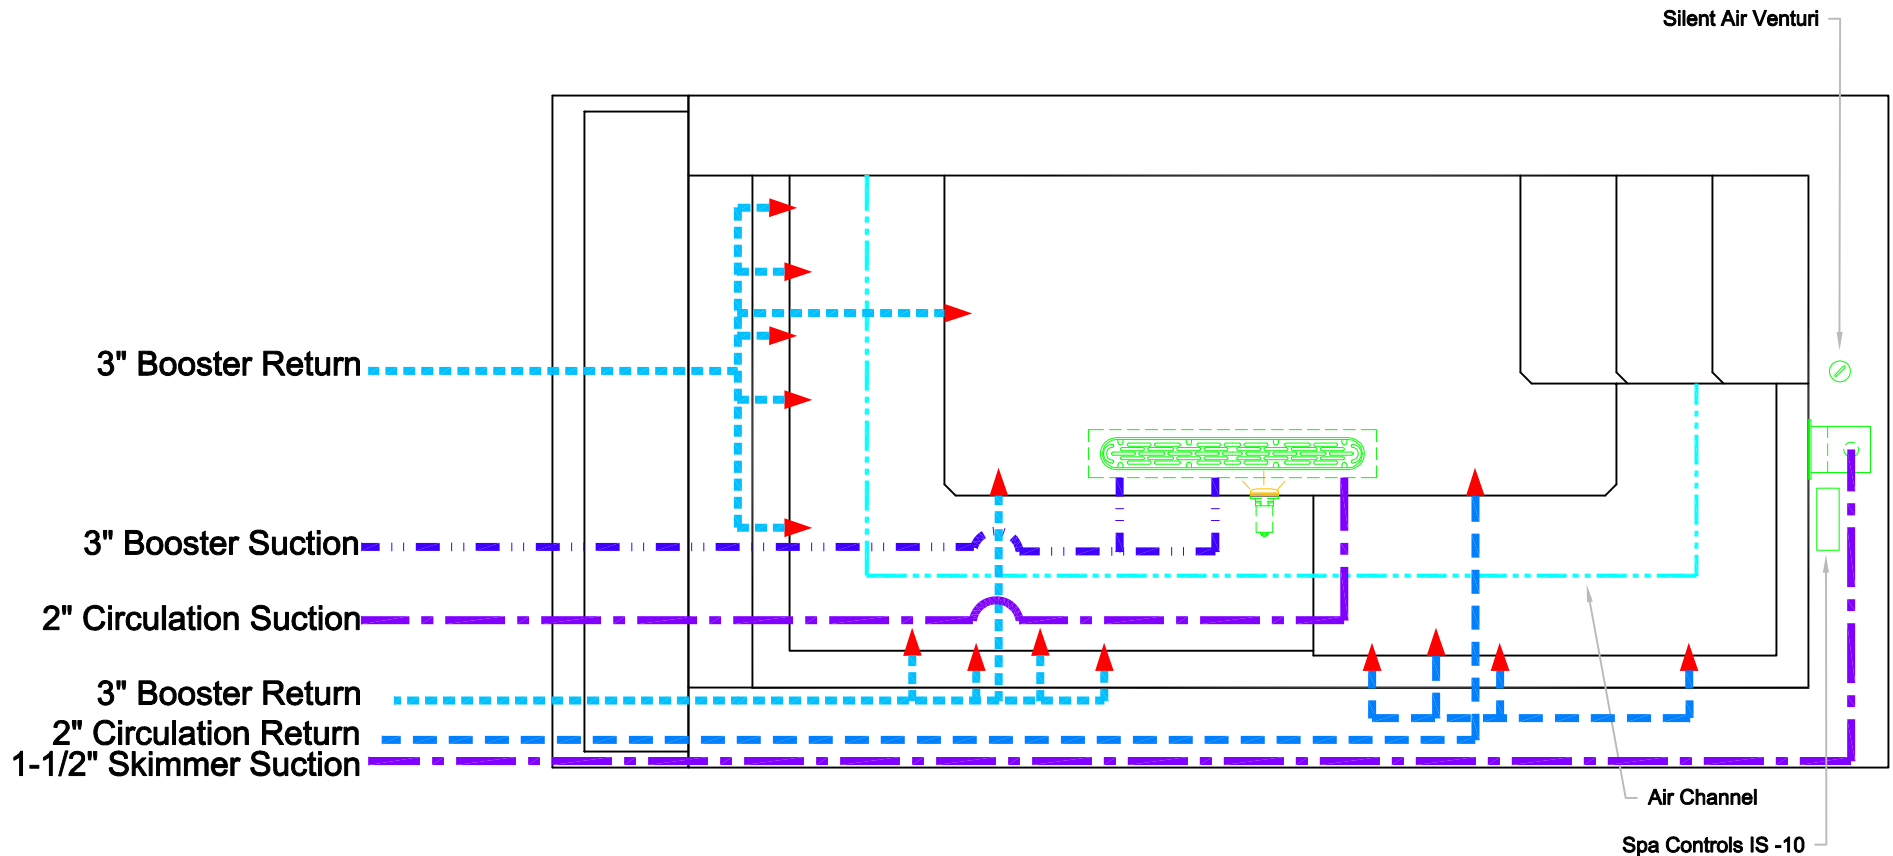 Silent Air Venturi
3" Booster Return
3" Booster Suction
2" Circulation Suction
3" Booster Return
2" Circulation Return
1-1/2" Skimmer Suction
Air Channel
Spa Controls IS -10